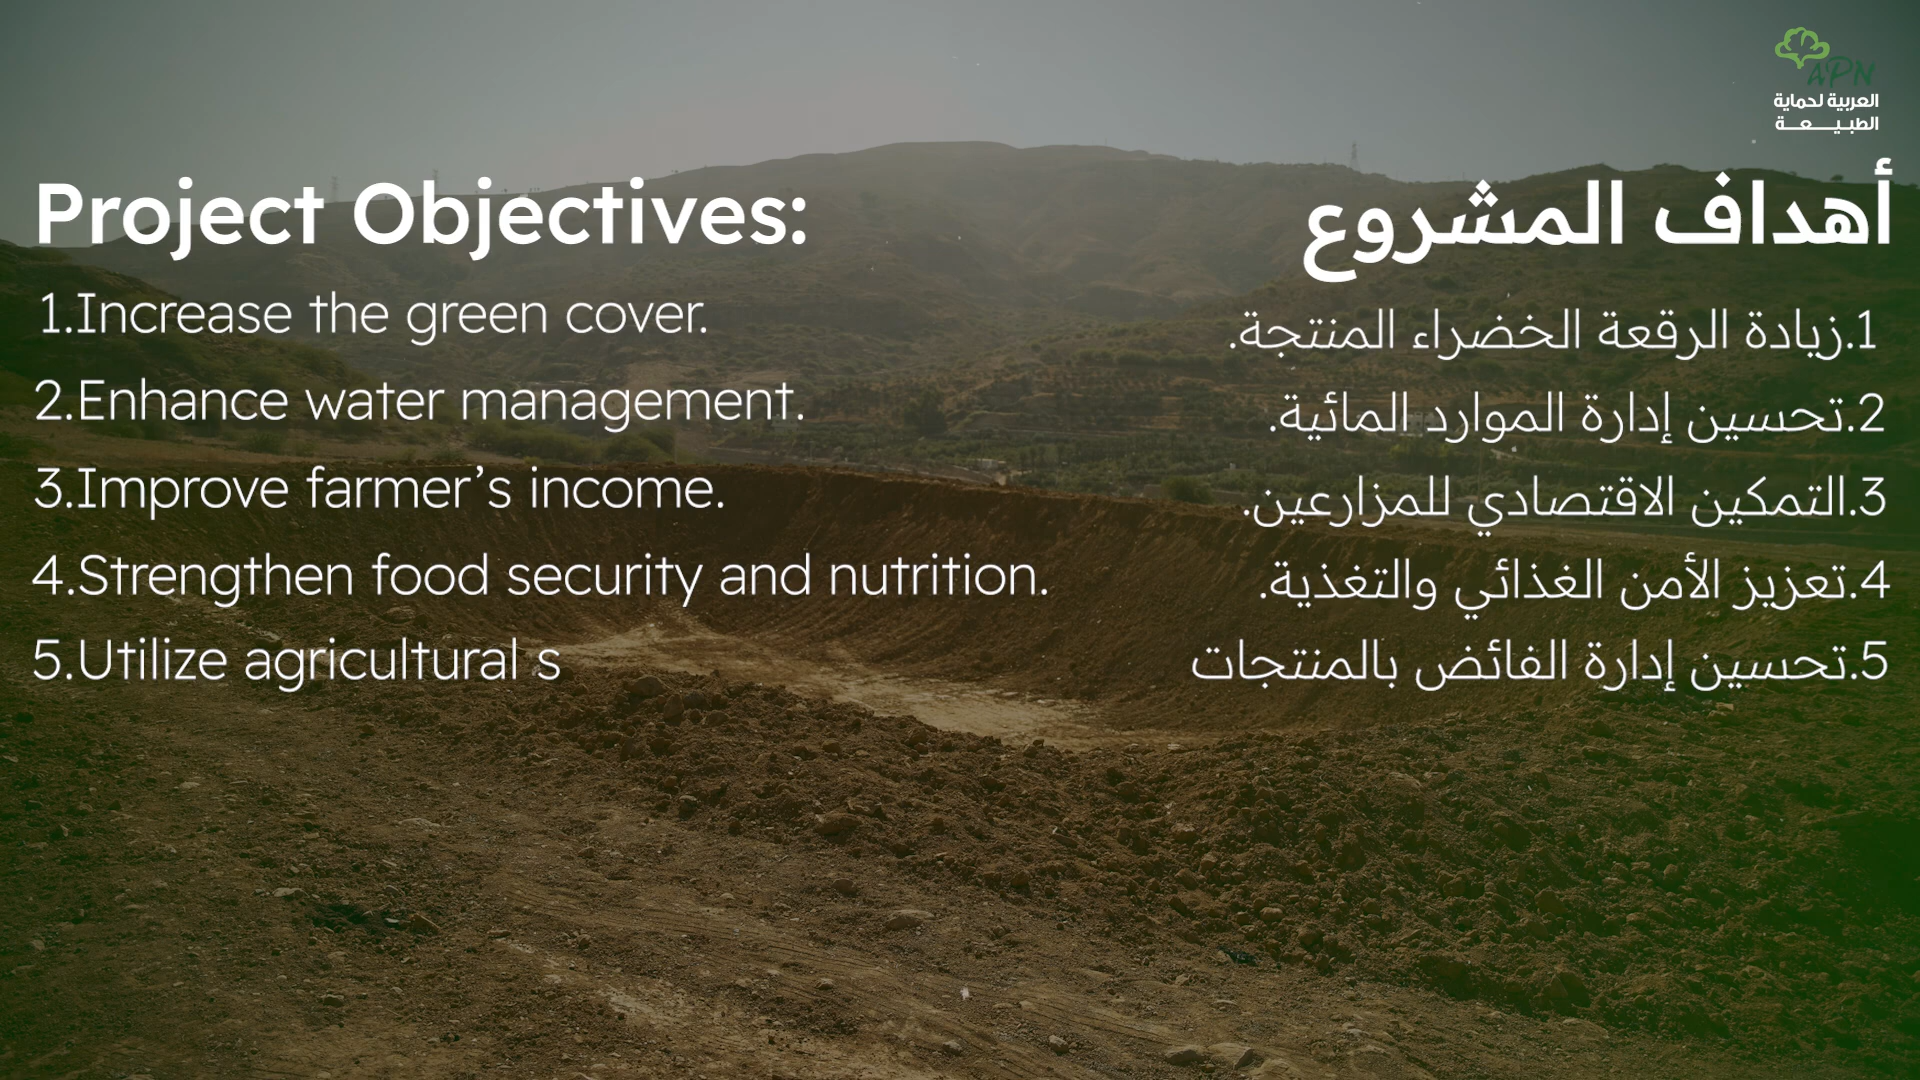 APN
العربية لحماية
الطبيعة
Project Objectives:
1.Increase the green cover.
2.Enhance water management.
3.Improve farmer’s income.
4.Strengthen food security and nutrition.
5.Utilize agricultural s
أهداف المشروع
1.زيادة الرقعة الخضراء المنتجة.
2.تحسين إدارة الموارد المائية.
3.التمكين الاقتصادي للمزارعين.
4.تعزيز الأمن الغذائي والتغذية.
5.تحسين إدارة الفائض بالمنتجات